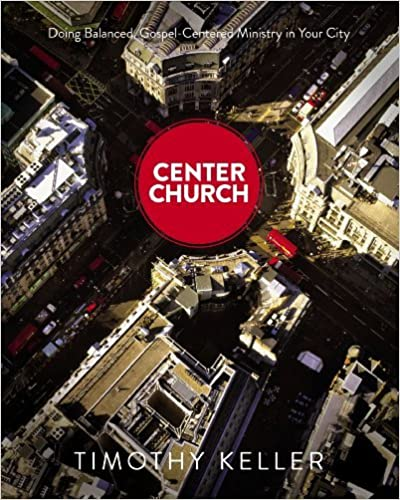 Doing Balanced, Gospel-Centered Ministry in Your City
CENTER
CHURCH
TIMOTHY KELLER